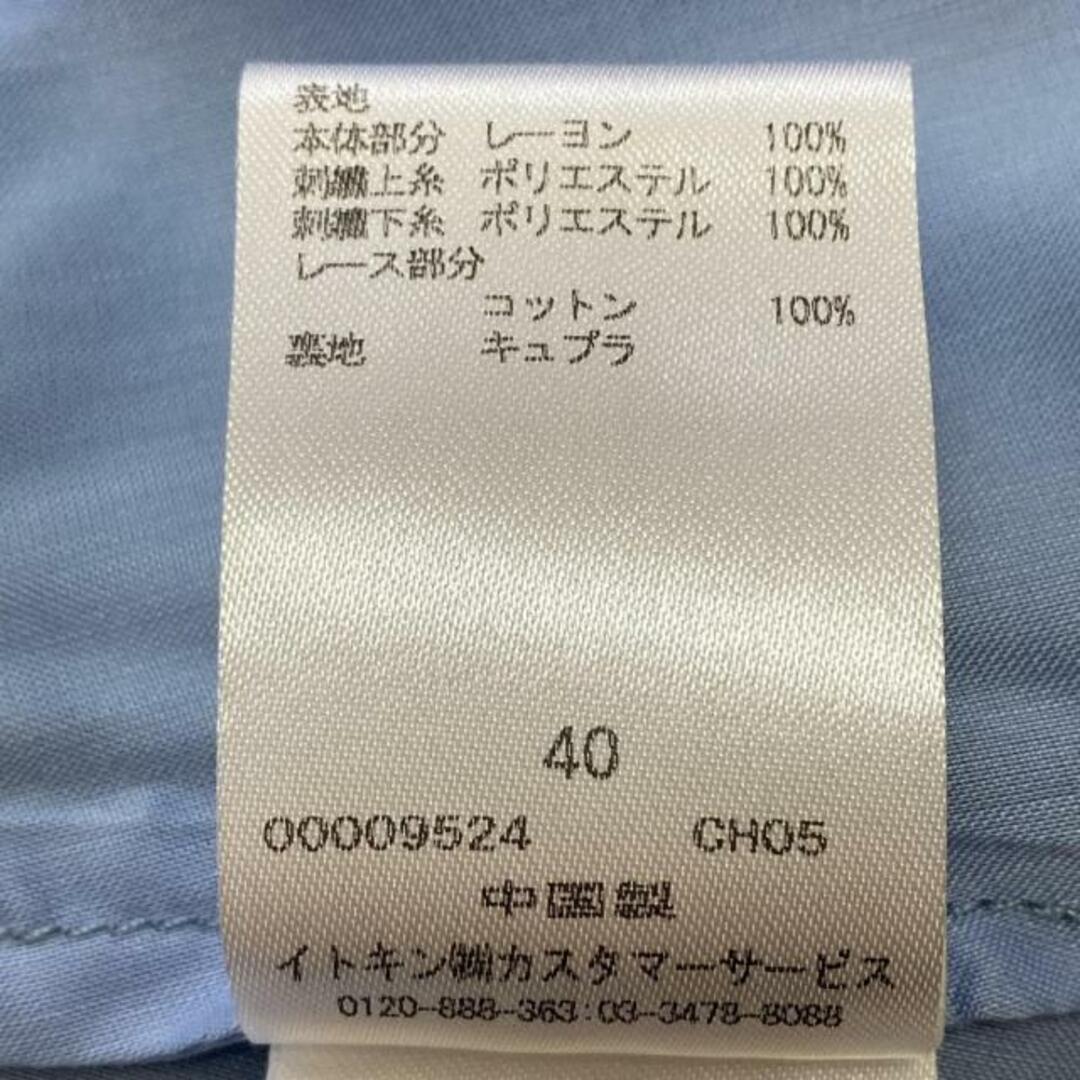 表地
本体部分 レーヨン 100%
刺繍上糸 ポリエステル 100%
刺繍下糸 ポリエステル 100%
レース部分
コットン 100%
裏地 キュプラ
40
00009524 CH05
中国製
イトキン㈱カスタマーサービス
0120-888-363:03-3478-8088